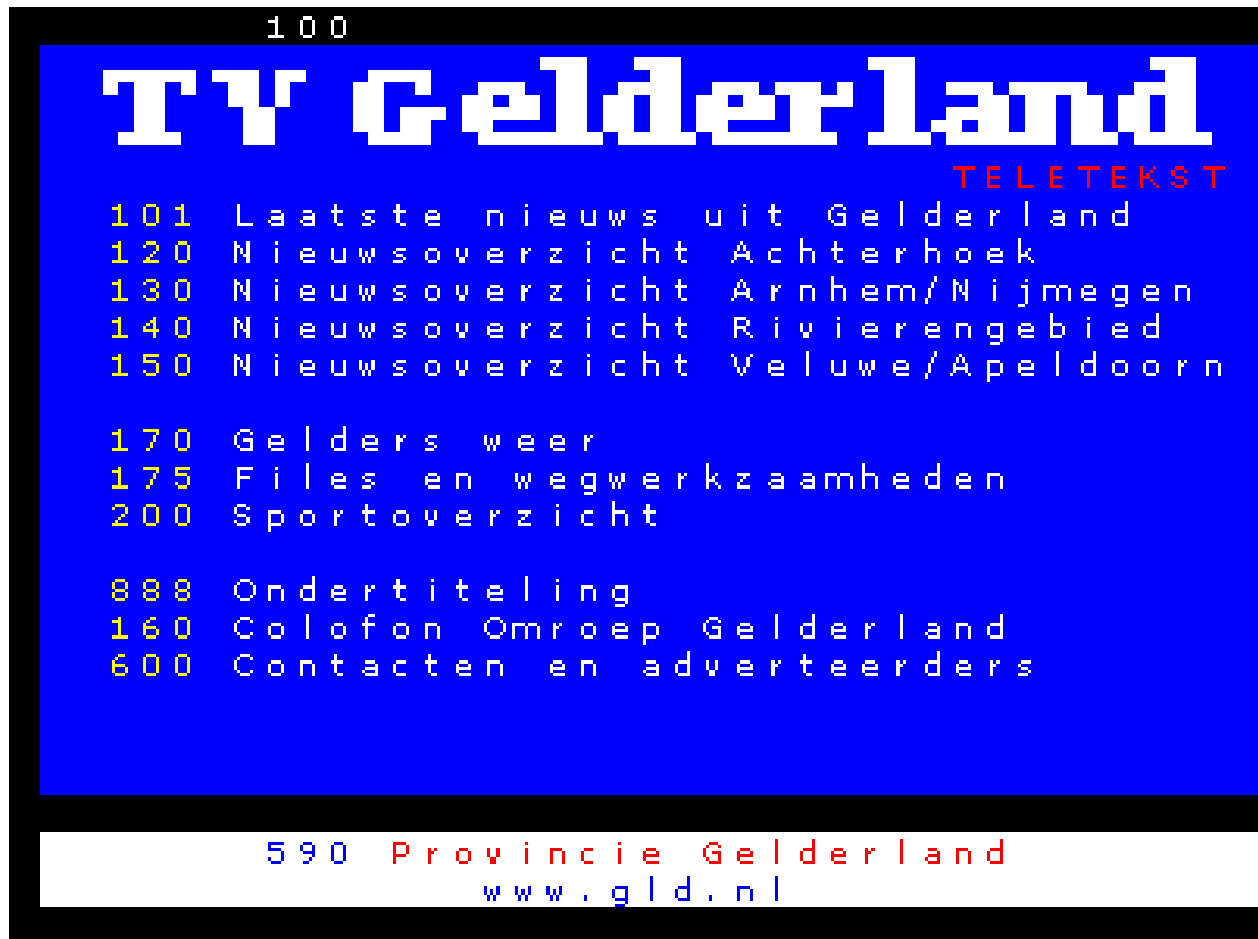 100
TV Gelderland
TELETEKST
101 Laatste nieuws uit Gelderland
120 Nieuwsoverzicht Achterhoek
130 Nieuwsoverzicht Arnhem/Nijmegen
140 Nieuwsoverzicht Rivierengebied
150 Nieuwsoverzicht Veluwe/Apeldoorn
170 Gelders weer
175 Files en wegwerkzaamheden
200 Sportoverzicht
888 Ondertiteling
160 Colofon Omroep Gelderland
600 Contacten en adverteerders
590 Provincie Gelderland
www.gld.nl